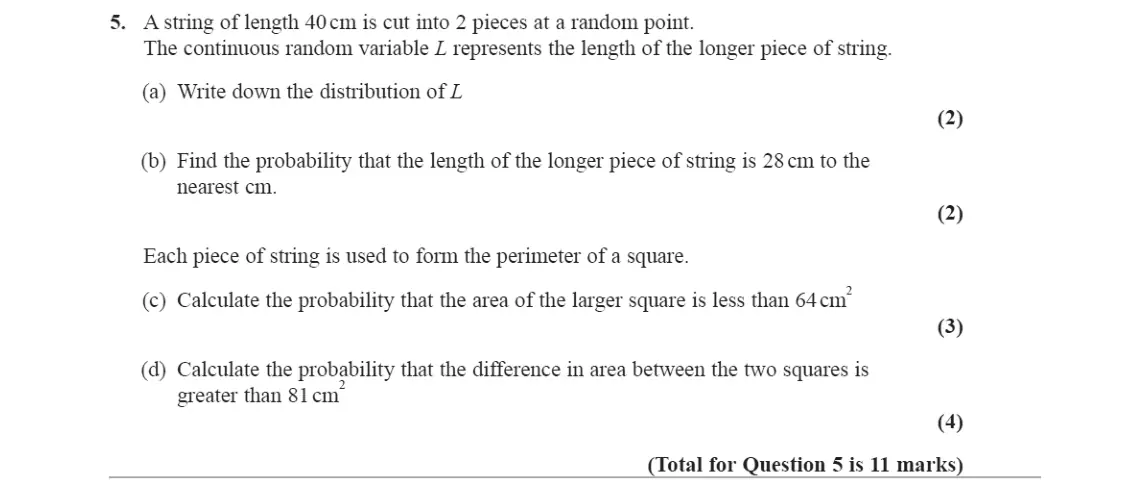 5. A string of length 40 cm is cut into 2 pieces at a random point.
The continuous random variable L represents the length of the longer piece of string.
(a) Write down the distribution of L
(2)
(b) Find the probability that the length of the longer piece of string is 28 cm to the
nearest cm.
(2)
Each piece of string is used to form the perimeter of a square.
(c) Calculate the probability that the area of the larger square is less than 64 cm²
(3)
(d) Calculate the probability that the difference in area between the two squares is
greater than 81 cm²
(4)
(Total for Question 5 is 11 marks)